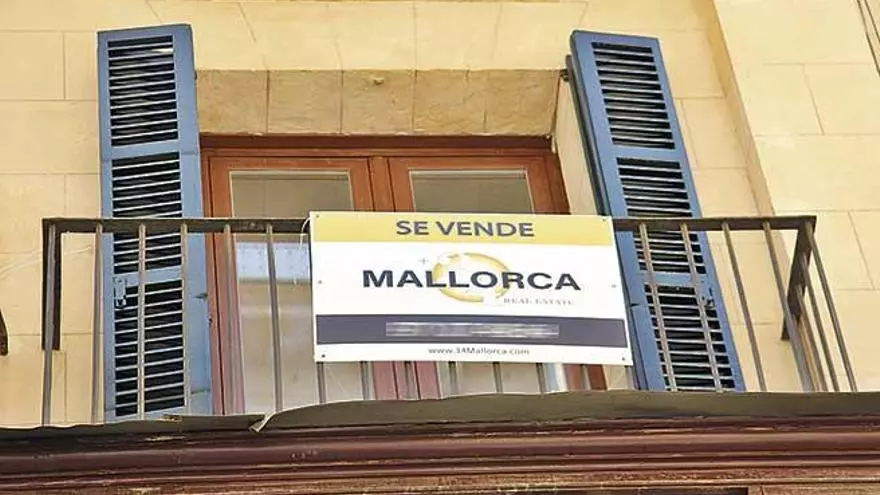 SE VENDE
MALLORCA
REAL ESTATE
www.34Mallorca.com